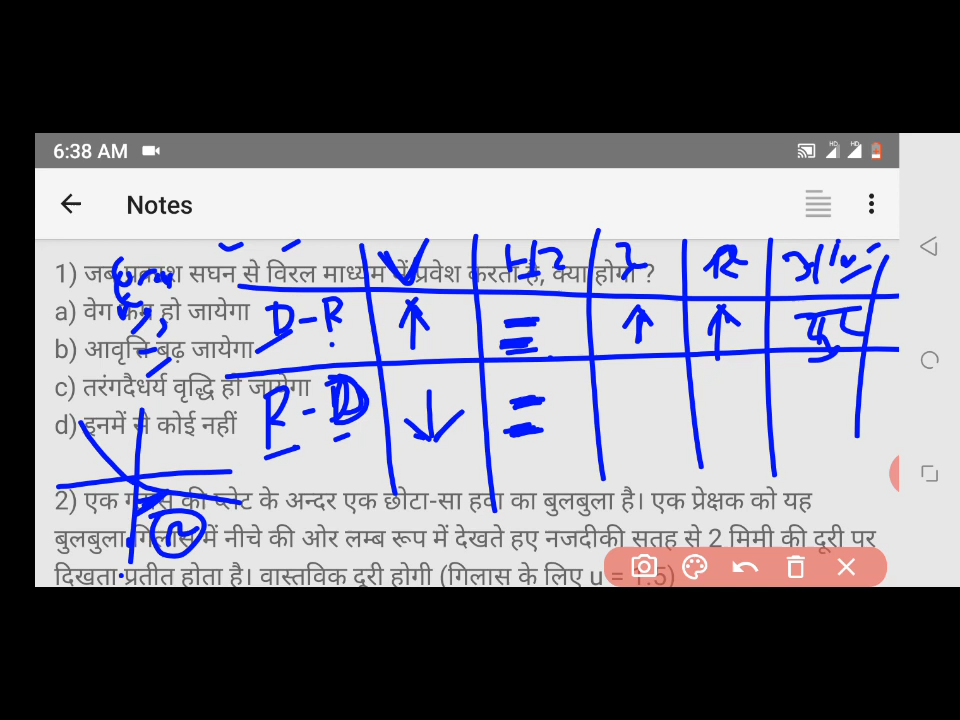 6:38 AM
Notes
1) जब प्रकाश सघन से विरल माध्यम में प्रवेश करता है, क्या होगा ?
a) वेग कम हो जायेगा
b) आवृत्ति बढ़ जायेगा
c) तरंगदैधर्य वृद्धि हो जायेगा
d) इनमें से कोई नहीं
V
D-R
R-D
2) एक गिलास की प्लेट के अन्दर एक छोटा-सा हवा का बुलबुला है। एक प्रेक्षक को यह
बुलबुला गिलास में नीचे की ओर लम्ब रूप में देखते हुए नजदीकी सतह से 2 मिमी की दूरी पर
दिखता प्रतीत होता है। वास्तविक दूरी होगी (गिलास के लिए u = 1.5)